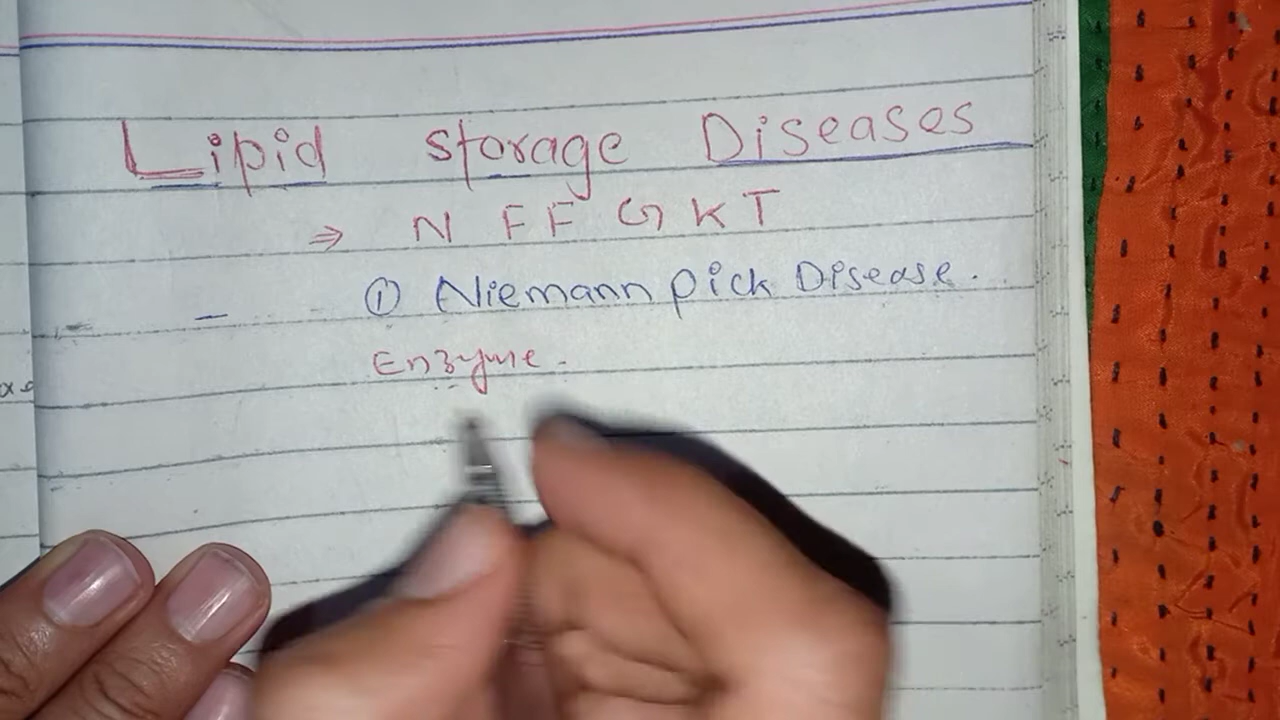 Lipid storage Diseases
⇒ N F F G K T
① Niemann pick Disease.
Enzyme -